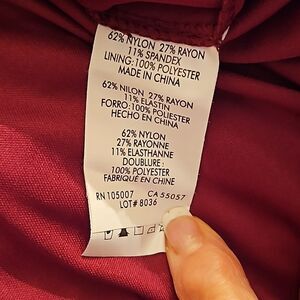 62% NYLON 27% RAYON
11% SPANDEX
LINING: 100% POLYESTER
MADE IN CHINA
62% NILON 27% RAYON
11% ELASTIN
FORRO: 100% POLYESTER
HECHO EN CHINA
62% NYLON
27% RAYONNE
11% ELASTHANNE
DOUBLURE :
100% POLYESTER
FABRIQUÉ EN CHINE
RN 105007 CA 55057
LOT# 8036